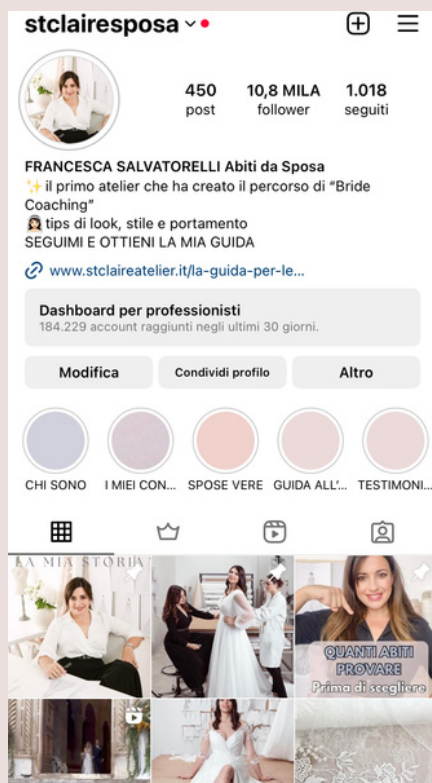 stclairesposa
450
10,8 MILA
1.018
post
follower
seguiti
FRANCESCA SALVATORELLI Abiti da Sposa
✨ il primo atelier che ha creato il percorso di “Bride
Coaching”
👰🏻 tips di look, stile e portamento
SEGUIMI E OTTIENI LA MIA GUIDA
www.stclaireatelier.it/la-guida-per-le...
Dashboard per professionisti
184.229 account raggiunti negli ultimi 30 giorni.
Modifica
Condividi profilo
Altro
CHI SONO
I MIEI CON...
SPOSE VERE
GUIDA ALL'...
TESTIMONI...
LA MIA STORIA
QUANTI ABITI
PROVARE
Prima di scegliere